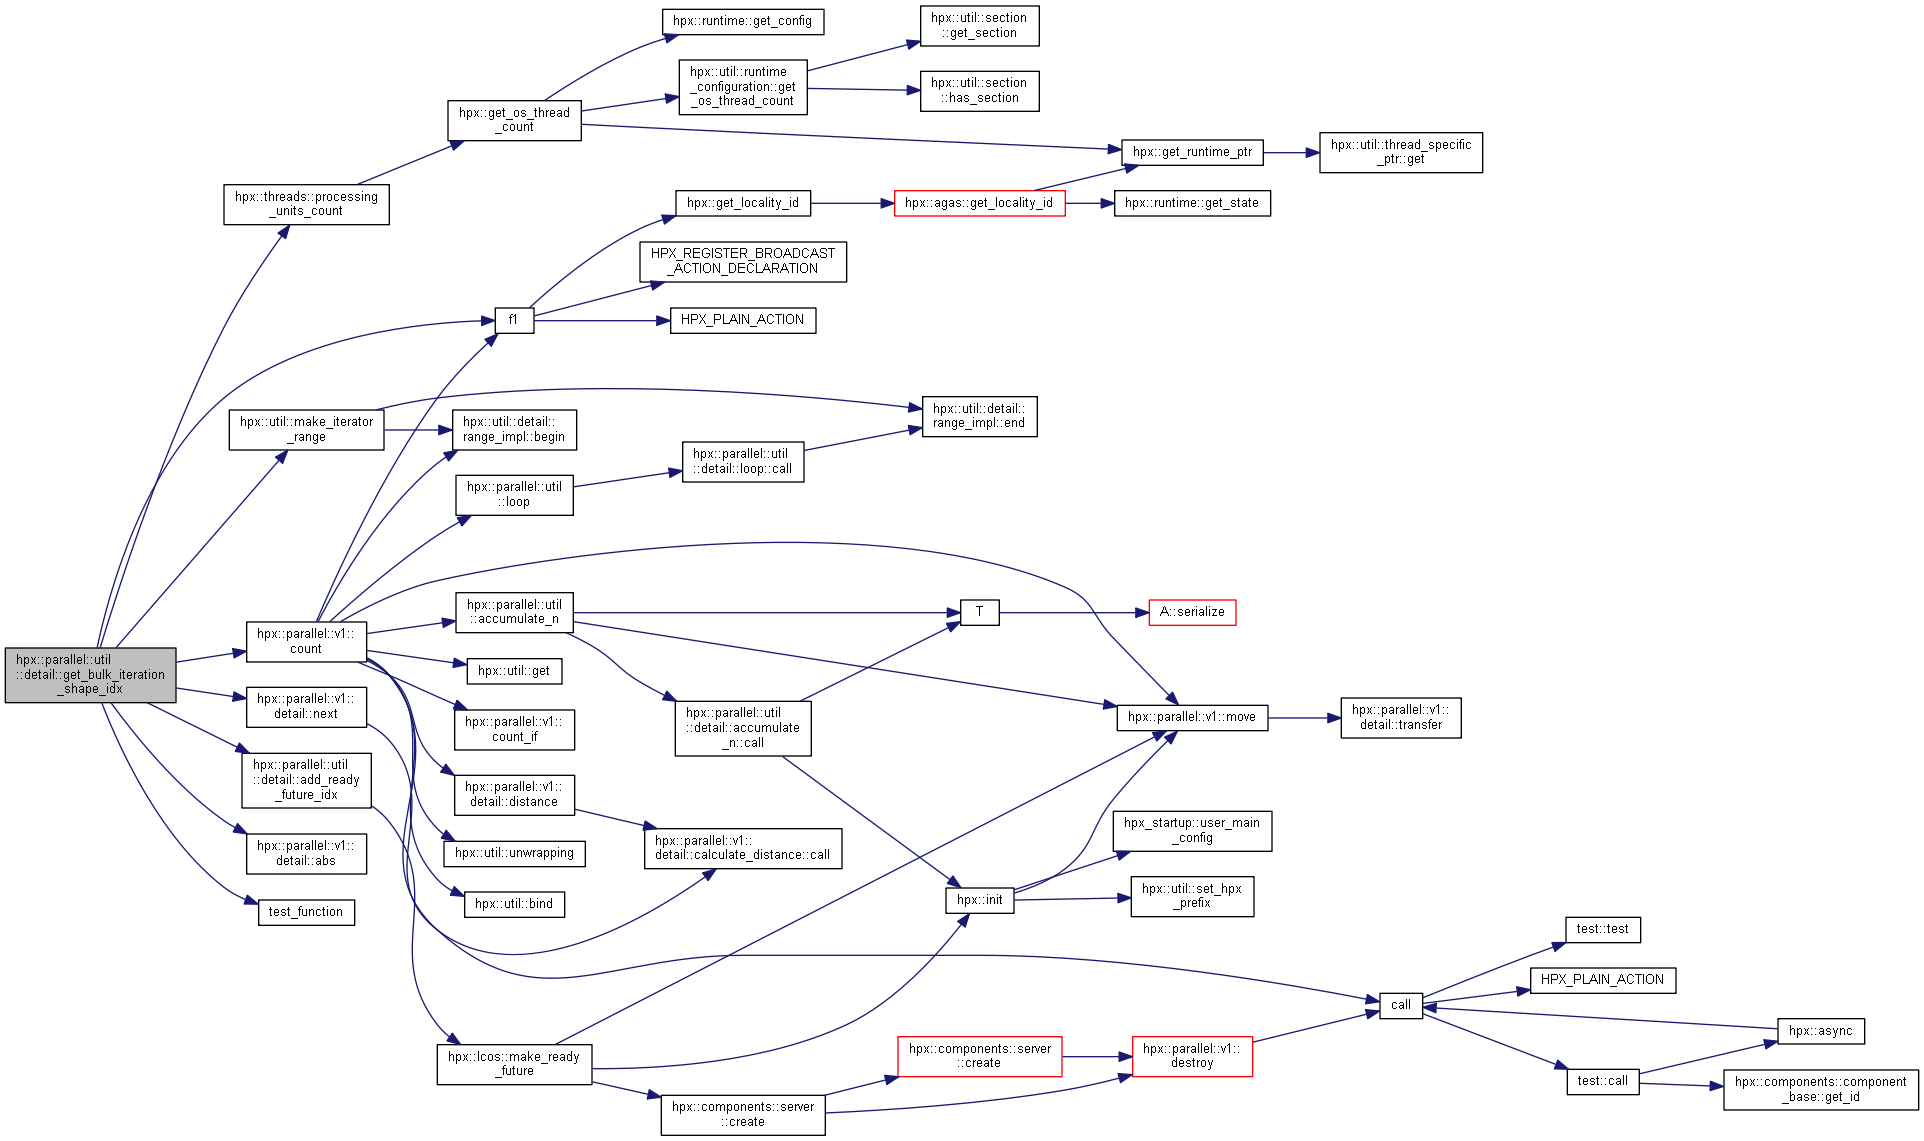 hpx::runtime::get_config
hpx::util::section
::get_section
hpx::util::runtime
_configuration::get
_os_thread_count
hpx::util::section
::has_section
hpx::get_os_thread
_count
hpx::get_runtime_ptr
hpx::util::thread_specific
_ptr::get
hpx::threads::processing
_units_count
hpx::get_locality_id
hpx::agas::get_locality_id
hpx::runtime::get_state
HPX_REGISTER_BROADCAST
_ACTION_DECLARATION
f1
HPX_PLAIN_ACTION
hpx::util::make_iterator
_range
hpx::util::detail::
range_impl::begin
hpx::util::detail::
range_impl::end
hpx::parallel::util
::detail::loop::call
hpx::parallel::util
::loop
hpx::parallel::util
::detail::get_bulk_iteration
_shape_idx
hpx::parallel::v1::
count
hpx::parallel::util
::accumulate_n
T
A::serialize
hpx::util::get
hpx::parallel::v1::
detail::next
hpx::parallel::v1::
count_if
hpx::parallel::util
::detail::accumulate
_n::call
hpx::parallel::v1::move
hpx::parallel::v1::
detail::transfer
hpx::parallel::util
::detail::add_ready
_future_idx
hpx::parallel::v1::
detail::distance
hpx::parallel::v1::
detail::abs
hpx::util::unwrapping
hpx::parallel::v1::
detail::calculate_distance::call
hpx_startup::user_main
_config
test_function
hpx::util::bind
hpx::init
hpx::util::set_hpx
_prefix
test::test
HPX_PLAIN_ACTION
call
hpx::async
hpx::lcos::make_ready
_future
hpx::components::server
::create
hpx::parallel::v1::
destroy
test::call
hpx::components::component
_base::get_id
hpx::components::server
::create